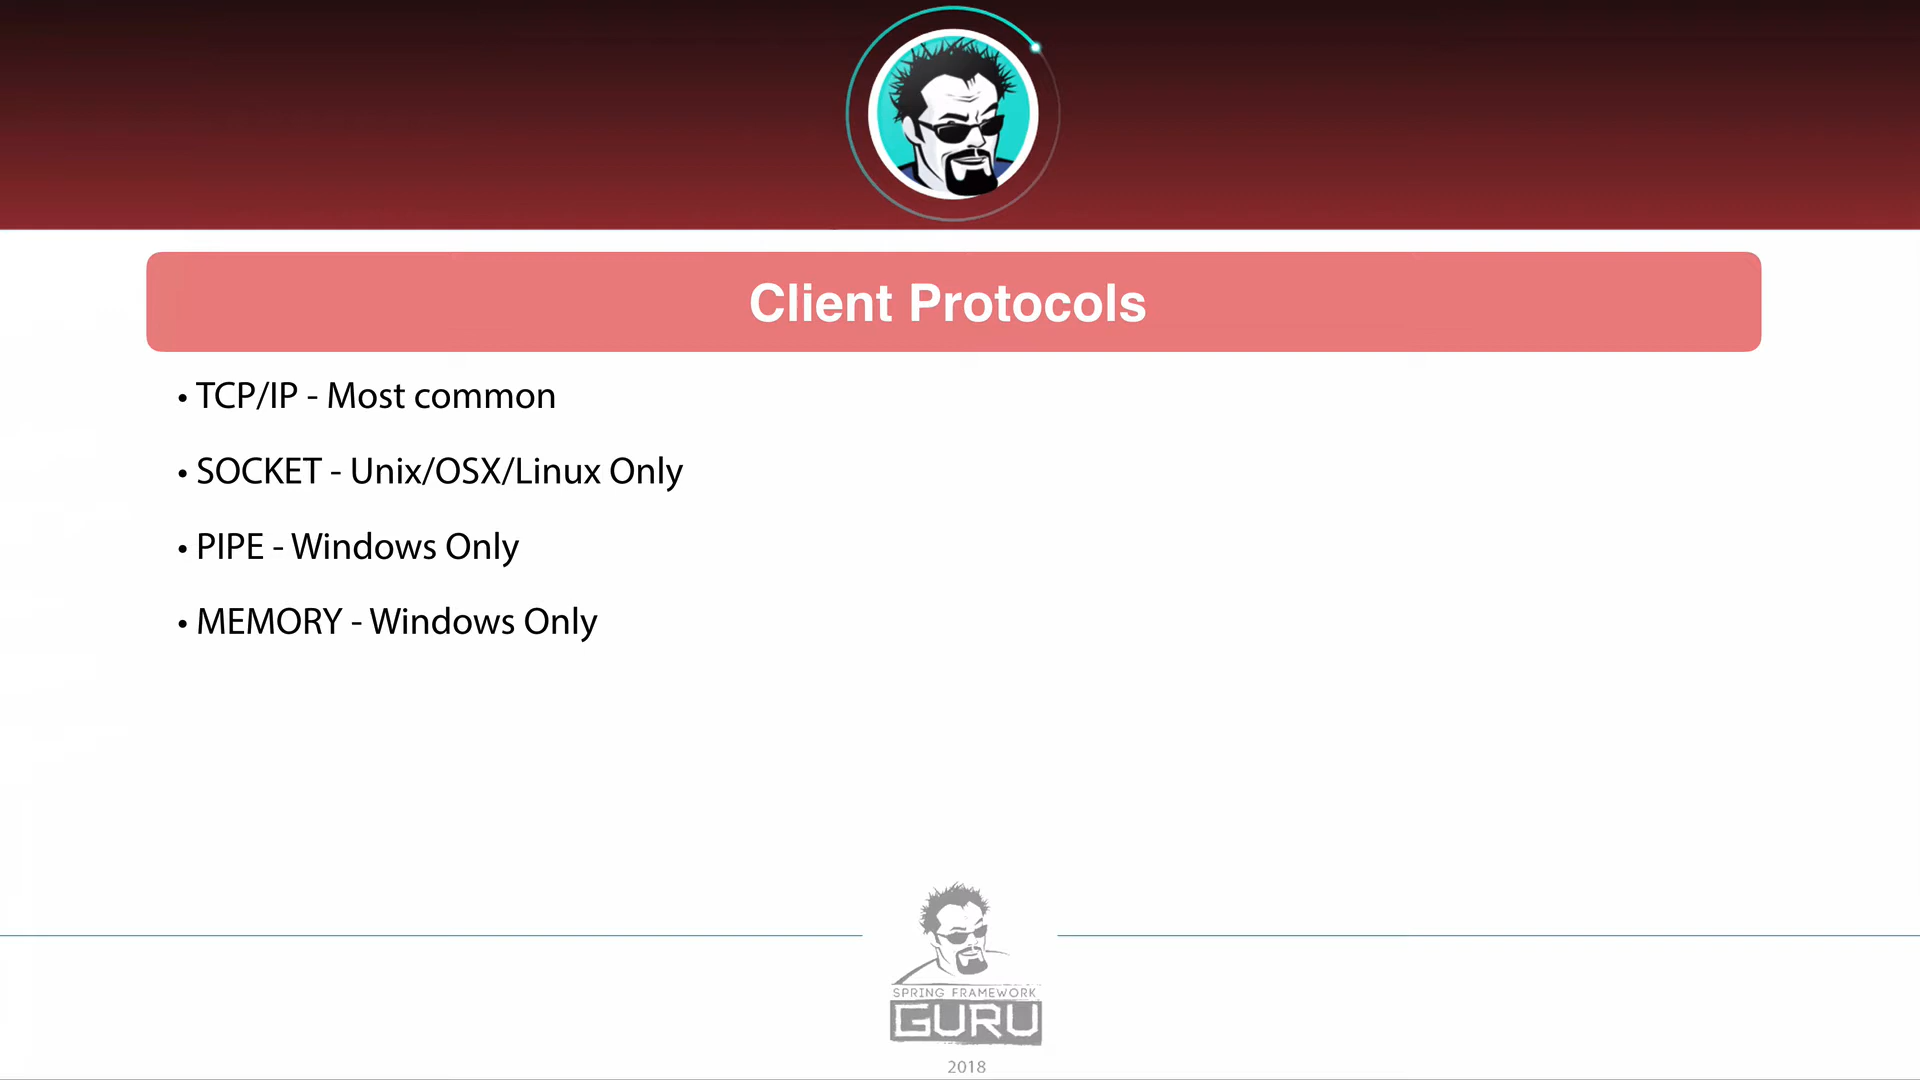 Client Protocols
• TCP/IP - Most common
• SOCKET - Unix/OSX/Linux Only
• PIPE - Windows Only
• MEMORY - Windows Only
SPRING FRAMEWORK
GURU
2018